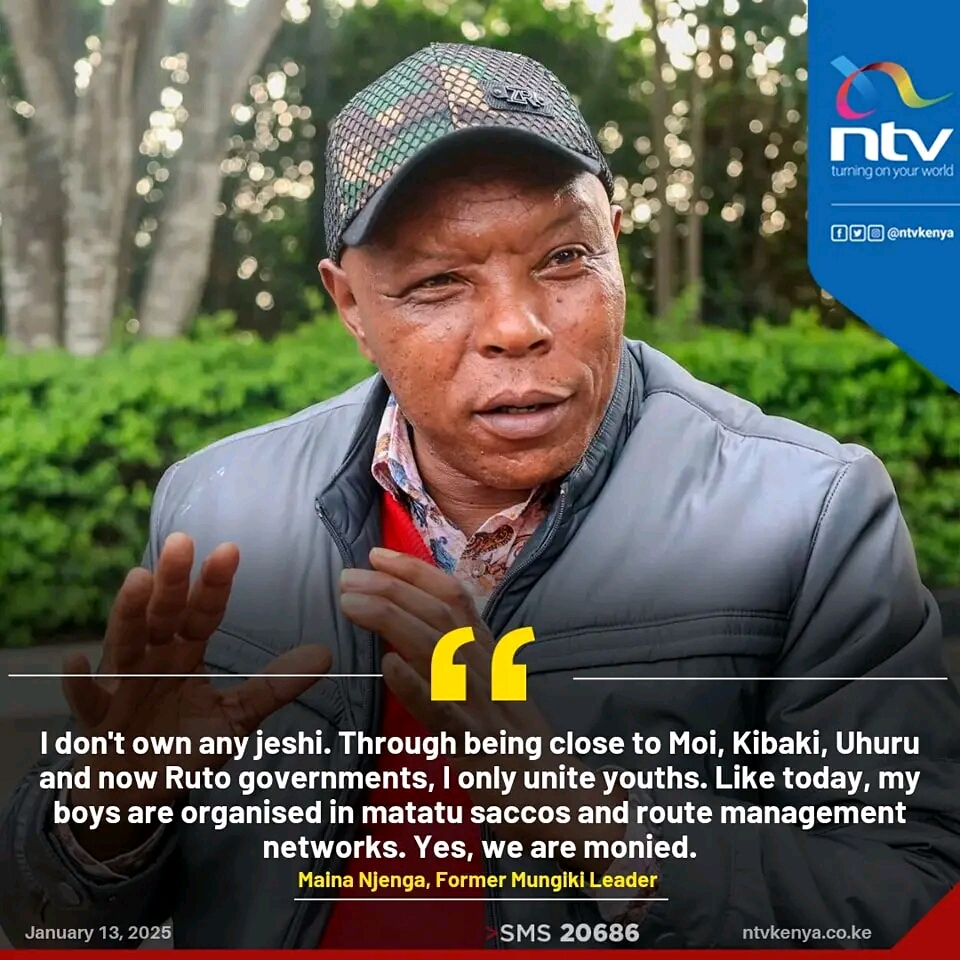 ntv
turning on your world
@ntvkenya
I don't own any jeshi. Through being close to Moi, Kibaki, Uhuru
and now Ruto governments, I only unite youths. Like today, my
boys are organised in matatu saccos and route management
networks. Yes, we are monied.
Maina Njenga, Former Mungiki Leader
January 13, 2025
>SMS 20686
ntvkenya.co.ke